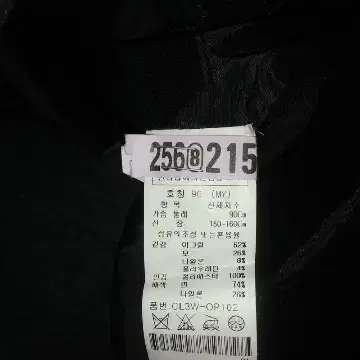 256⑧215
호칭 90 (MY)
항목 신체치수
가슴 둘레 90Cm
신장 150-160Cm
섬유의 조성 또는 혼용율
겉감 아크릴 62%
모 26%
나일론 8%
폴리우레탄 4%
안감 폴리에스터 100%
배색 면 74%
나일론 26%
품번:CL3W-OP102